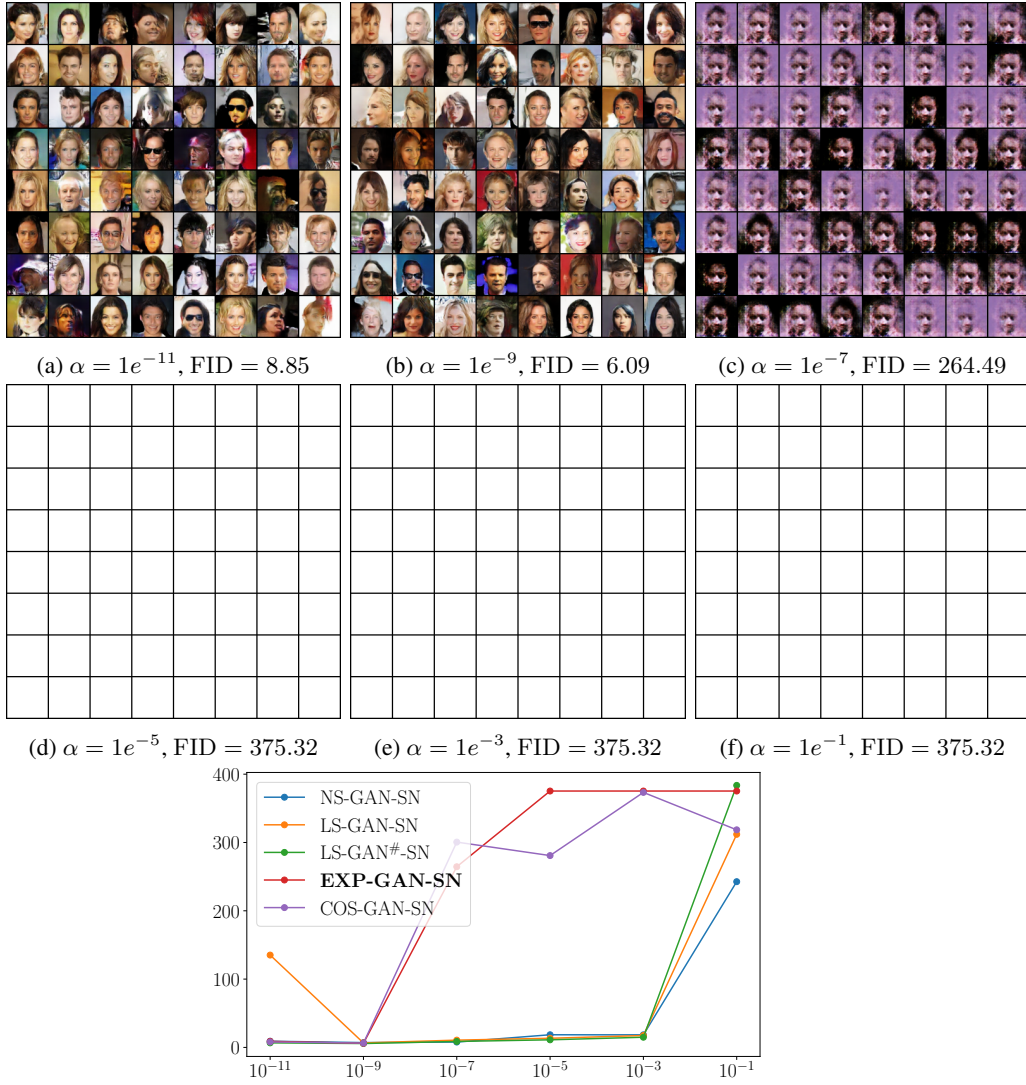 (a) α = 1e⁻¹¹, FID = 8.85 (b) α = 1e⁻⁹, FID = 6.09 (c) α = 1e⁻⁷, FID = 264.49
(d) α = 1e⁻⁵, FID = 375.32 (e) α = 1e⁻³, FID = 375.32 (f) α = 1e⁻¹, FID = 375.32
400
300
200
100
0
NS-GAN-SN
LS-GAN-SN
LS-GAN#-SN
EXP-GAN-SN
COS-GAN-SN
10⁻¹¹ 10⁻⁹ 10⁻⁷ 10⁻⁵ 10⁻³ 10⁻¹